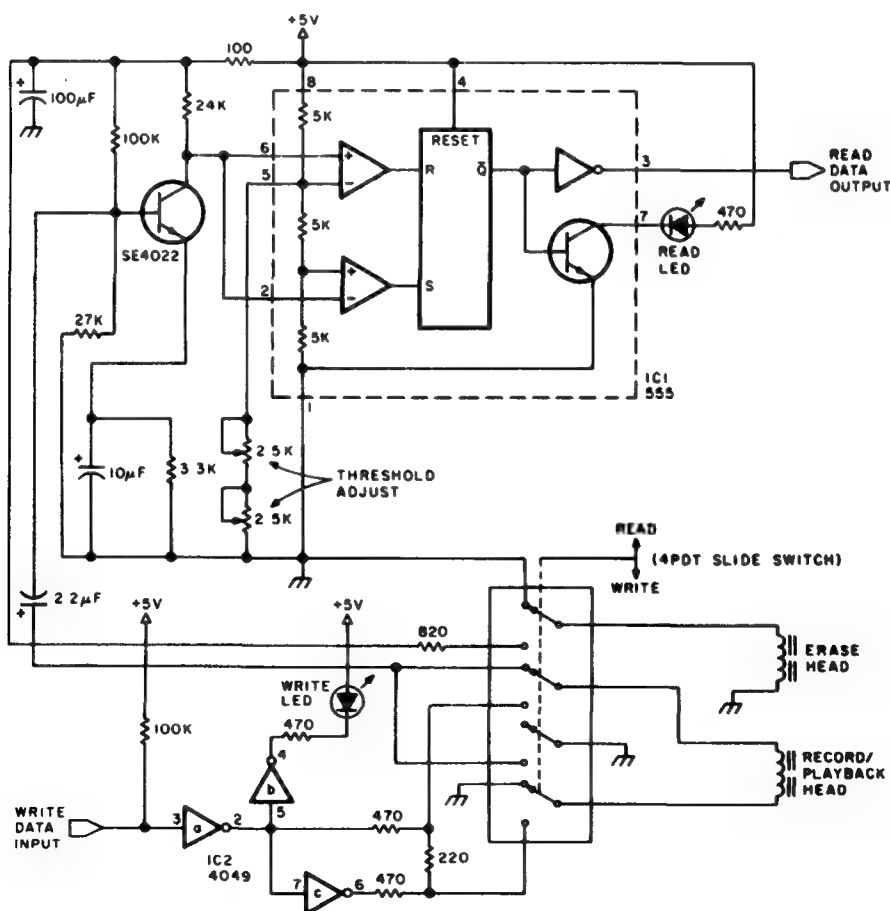 +5V
100
8
4
+
100µF
24K
5K
100K
6
+
RESET
5
-
R
Q̄
3
READ
DATA
OUTPUT
5K
7
470
SE4022
READ
LED
+
2
-
S
27K
5K
IC1
555
1
+
10µF
3.3K
2.5K
THRESHOLD
ADJUST
2.5K
READ
(4PDT SLIDE SWITCH)
WRITE
2.2µF
+
+5V
+5V
820
ERASE
HEAD
WRITE
LED
100K
470
4
RECORD/
PLAYBACK
HEAD
b
WRITE
DATA
INPUT
3
a
2
5
470
IC2
4049
220
7
c
6
470